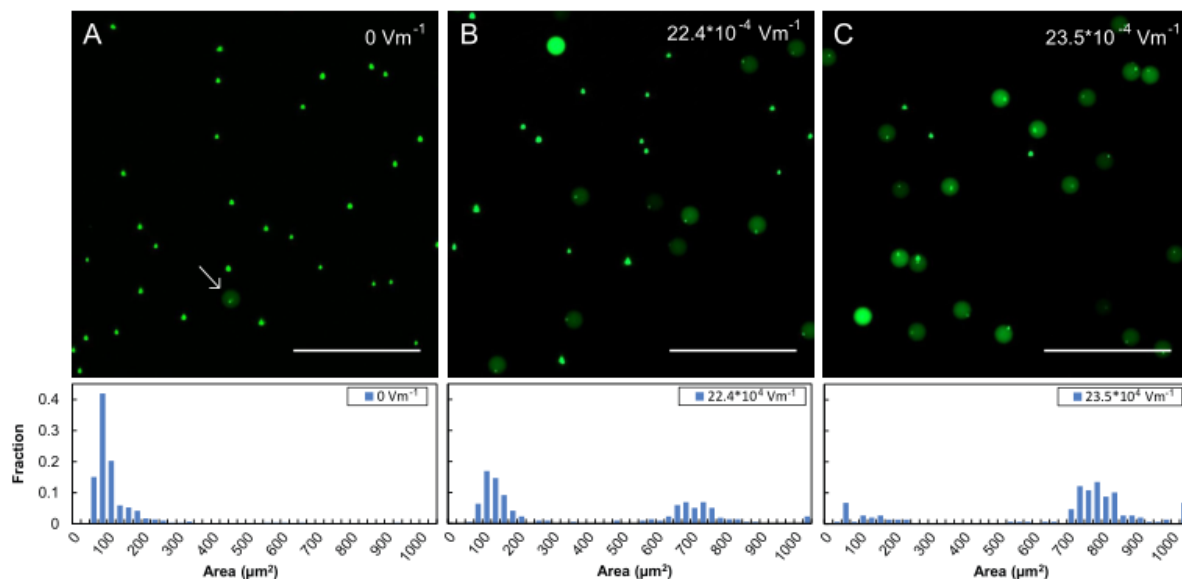 A
0 Vm⁻¹
B
22.4*10⁻⁴ Vm⁻¹
C
23.5*10⁻⁴ Vm⁻¹
0 Vm⁻¹
22.4*10⁴ Vm⁻¹
23.5*10⁴ Vm⁻¹
Fraction
0.4
0.3
0.2
0.1
0
0 100 200 300 400 500 600 700 800 900 1000
0 100 200 300 400 500 600 700 800 900 1000
0 100 200 300 400 500 600 700 800 900 1000
Area (µm²)
Area (µm²)
Area (µm²)